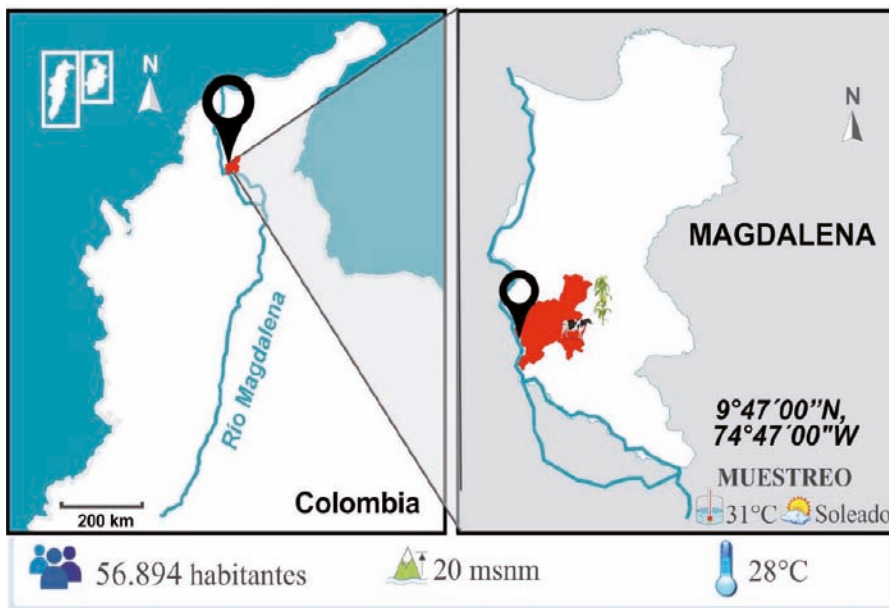 N
Río Magdalena
200 km
Colombia
N
MAGDALENA
9°47´00”N,
74°47´00"W
MUESTREO
31°C Soleado
56.894 habitantes
20 msnm
28°C